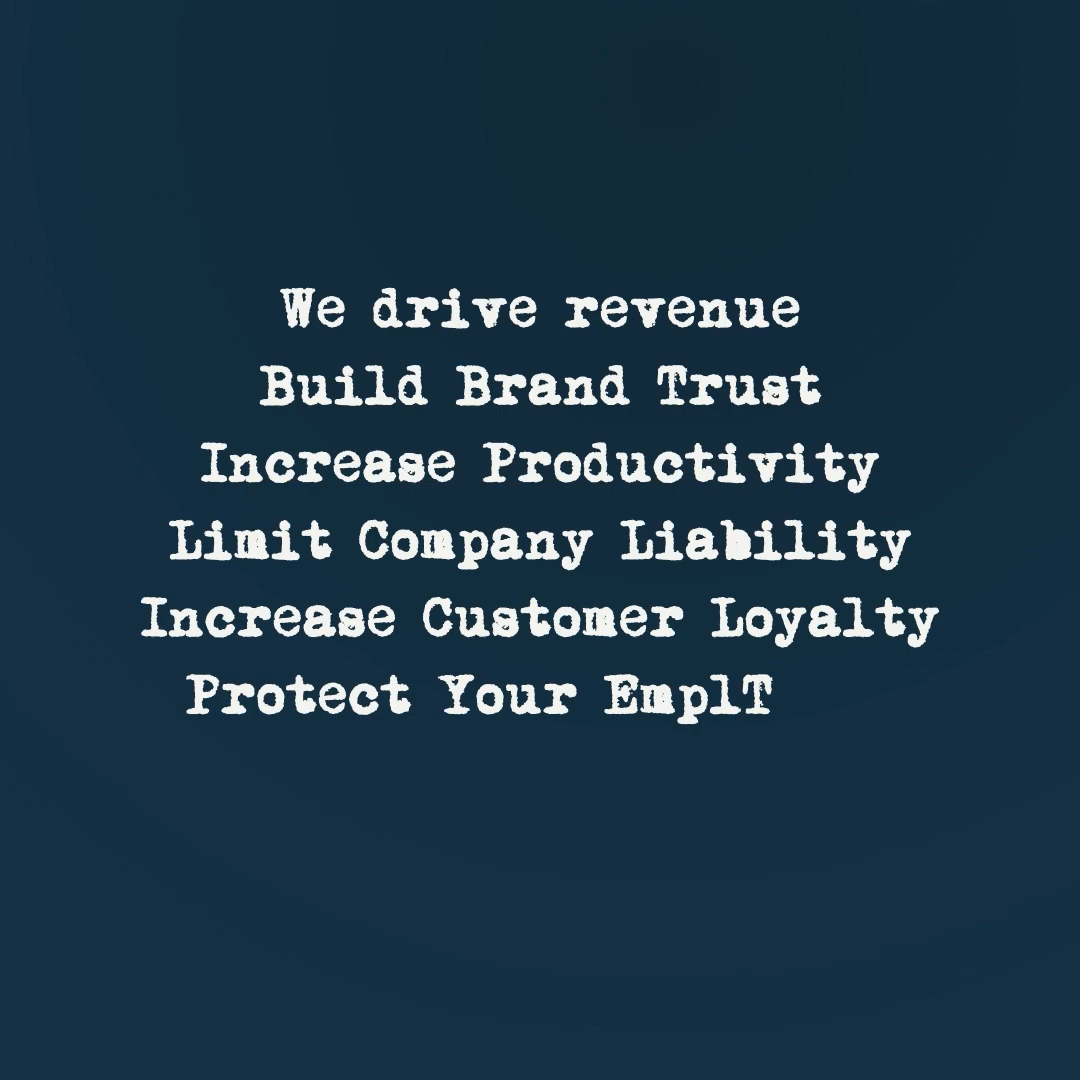 We drive revenue
Build Brand Trust
Increase Productivity
Limit Company Liability
Increase Customer Loyalty
Protect Your EmplT